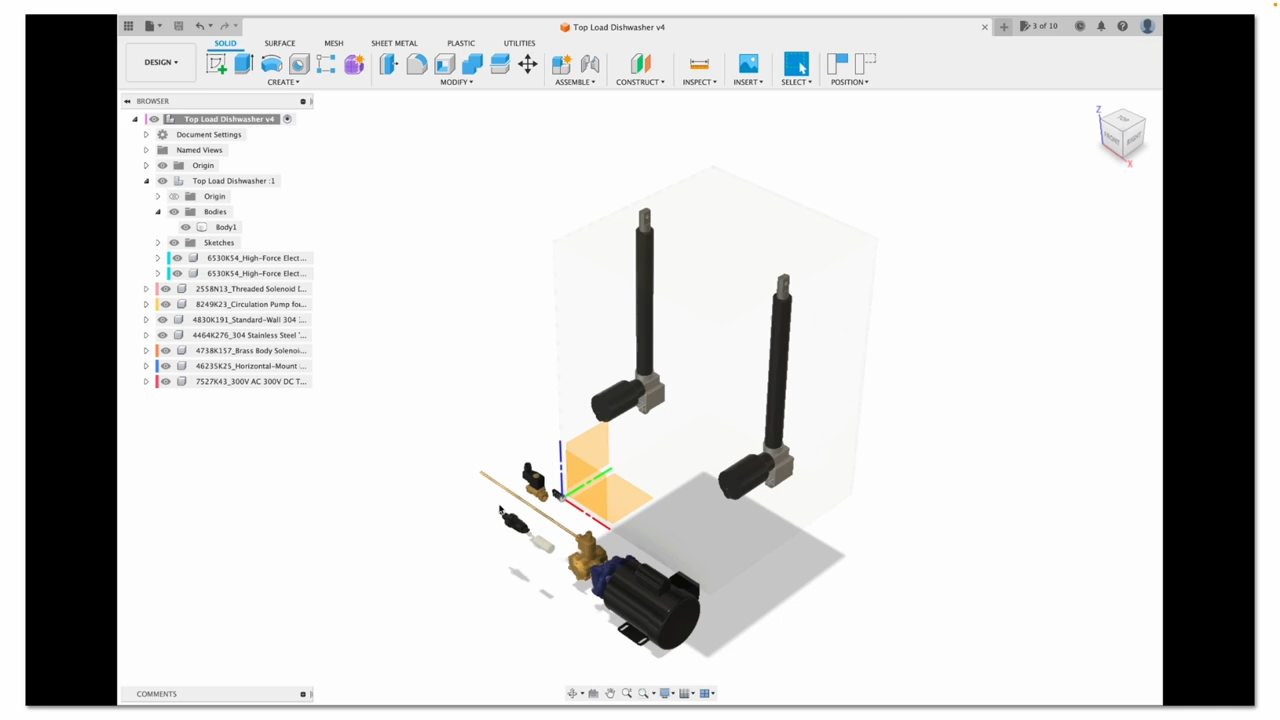 Top Load Dishwasher v4
3 of 10
SOLID SURFACE MESH SHEET METAL PLASTIC UTILITIES
DESIGN
CREATE MODIFY ASSEMBLE CONSTRUCT INSPECT INSERT SELECT POSITION
BROWSER
Top Load Dishwasher v4
Document Settings
Named Views
Origin
Top Load Dishwasher :1
Origin
Bodies
Body1
Sketches
6530K54_High-Force Elect...
6530K54_High-Force Elect...
2558N13_Threaded Solenoid [...
8249K23_Circulation Pump fo...
4830K191_Standard-Wall 304 ...
4464K276_304 Stainless Steel ...
4738K157_Brass Body Solenoi...
46235K25_Horizontal-Mount ...
7527K43_300V AC 300V DC T...
Z
TOP
FRONT
RIGHT
X
COMMENTS